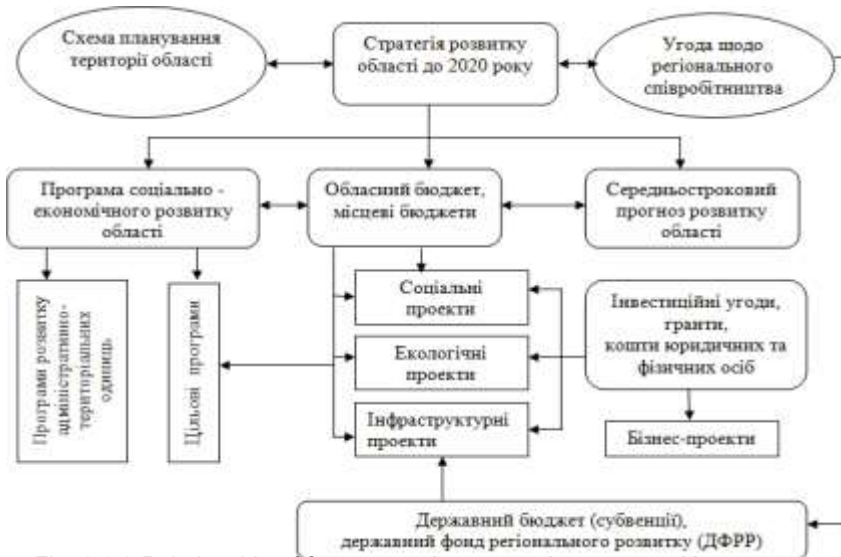 Схема планування
території області
Стратегія розвитку
області до 2020 року
Угода щодо
регіонального
співробітництва
Програма соціально -
економічного розвитку
області
Обласний бюджет,
місцеві бюджети
Середньостроковий
прогноз розвитку
області
Програми розвитку
адміністративно-
територіальних
одиниць
Цільові програми
Соціальні
проекти
Екологічні
проекти
Інфраструктурні
проекти
Інвестиційні угоди,
гранти,
кошти юридичних та
фізичних осіб
Бізнес-проекти
Державний бюджет (субвенції),
державний фонд регіонального розвитку (ДФРР)